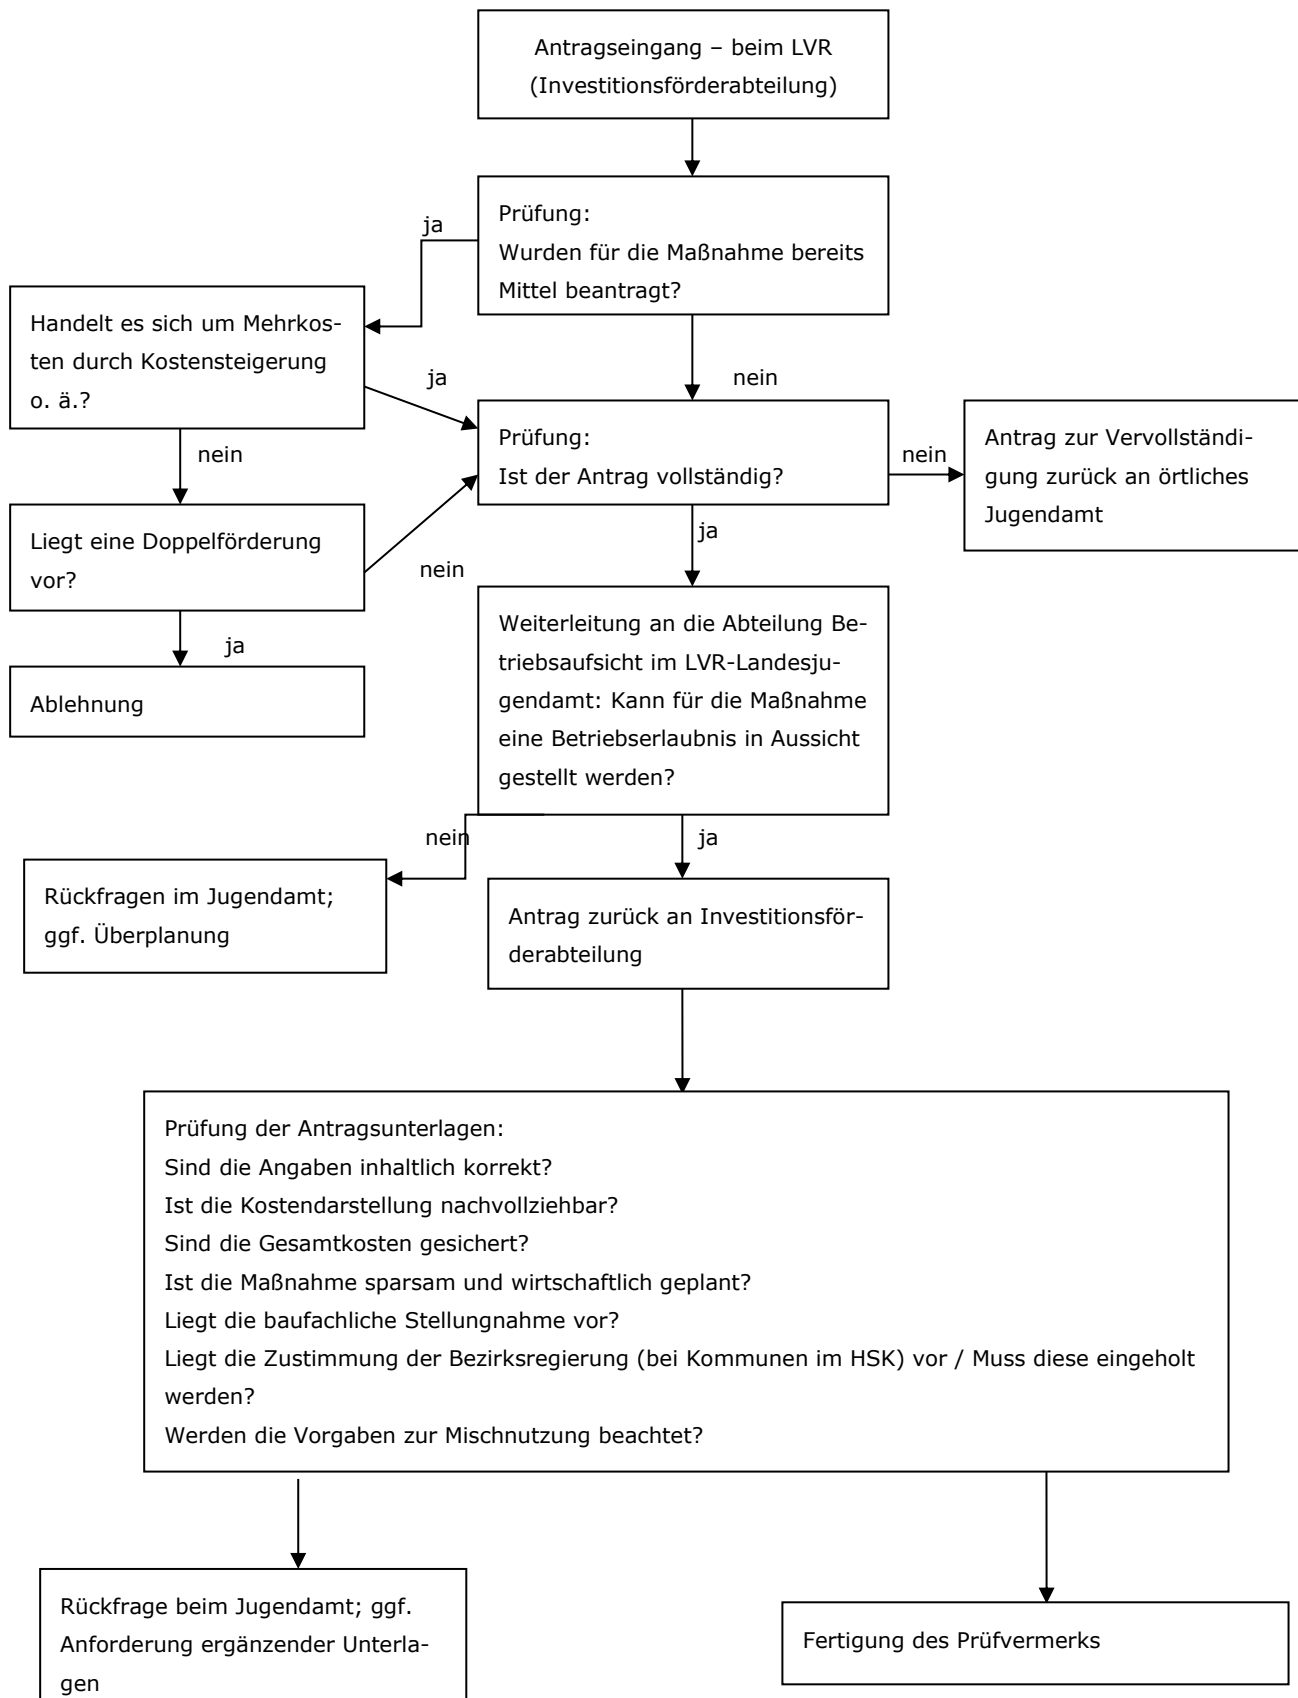 Antragseingang – beim LVR
(Investitionsförderabteilung)
Prüfung:
Wurden für die Maßnahme bereits
Mittel beantragt?
ja
Handelt es sich um Mehrkos-
ten durch Kostensteigerung
o. ä.?
ja
nein
Prüfung:
Ist der Antrag vollständig?
nein
Antrag zur Vervollständi-
gung zurück an örtliches
Jugendamt
nein
Liegt eine Doppelförderung
vor?
nein
ja
ja
Ablehnung
Weiterleitung an die Abteilung Be-
triebsaufsicht im LVR-Landesju-
gendamt: Kann für die Maßnahme
eine Betriebserlaubnis in Aussicht
gestellt werden?
nein
ja
Rückfragen im Jugendamt;
ggf. Überplanung
Antrag zurück an Investitionsför-
derabteilung
Prüfung der Antragsunterlagen:
Sind die Angaben inhaltlich korrekt?
Ist die Kostendarstellung nachvollziehbar?
Sind die Gesamtkosten gesichert?
Ist die Maßnahme sparsam und wirtschaftlich geplant?
Liegt die baufachliche Stellungnahme vor?
Liegt die Zustimmung der Bezirksregierung (bei Kommunen im HSK) vor / Muss diese eingeholt
werden?
Werden die Vorgaben zur Mischnutzung beachtet?
Rückfrage beim Jugendamt; ggf.
Anforderung ergänzender Unterla-
gen
Fertigung des Prüfvermerks